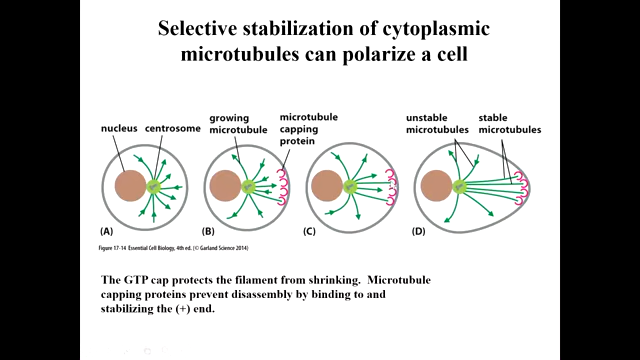 Selective stabilization of cytoplasmic
microtubules can polarize a cell
nucleus centrosome
growing
microtubule
microtubule
capping
protein
unstable
microtubules
stable
microtubules
(A)
(B)
(C)
(D)
Figure 17-14 Essential Cell Biology, 4th ed. (© Garland Science 2014)
The GTP cap protects the filament from shrinking. Microtubule
capping proteins prevent disassembly by binding to and
stabilizing the (+) end.